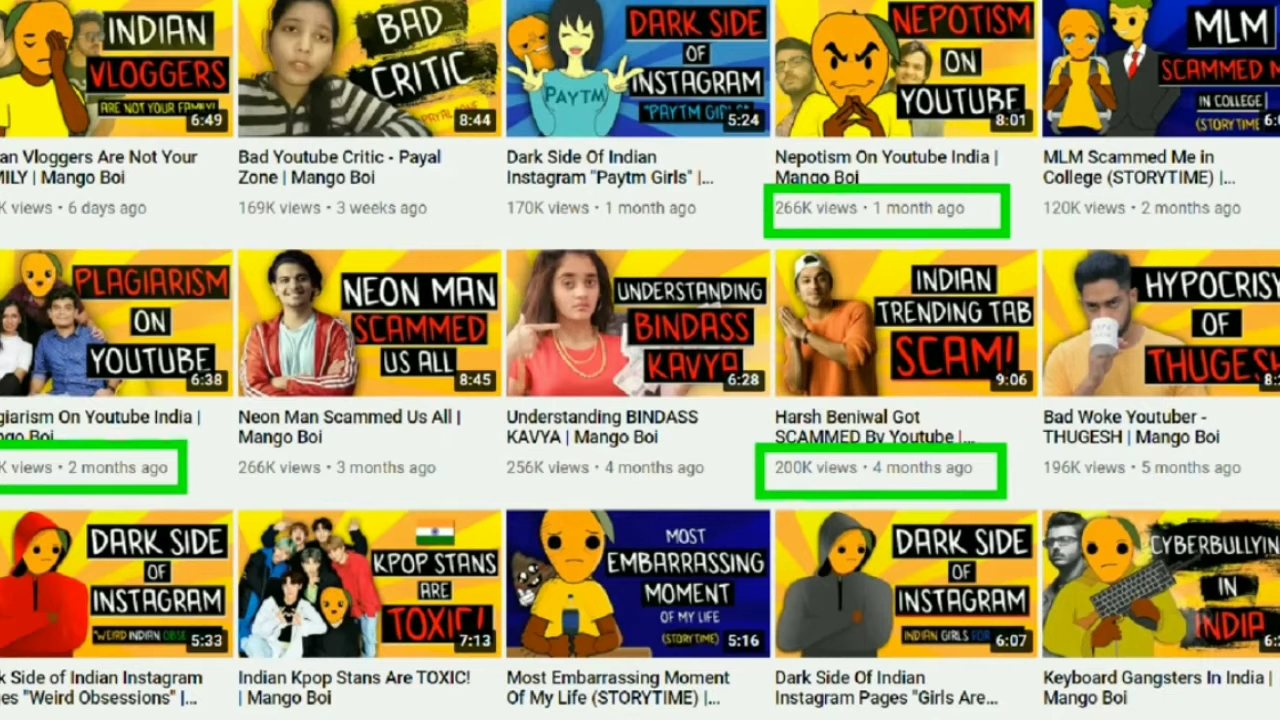 INDIAN
VLOGGERS
ARE NOT YOUR FAMILY!
6:49
BAD
CRITIC
8:44
DARK SIDE
OF
INSTAGRAM
PAYTM
5:24
NEPOTISM
ON
YOUTUBE
8:01
MLM
SCAMMED
IN COLLEGE
(STORY TIME
an Vloggers Are Not Your
MILY | Mango Boi
K views • 6 days ago
Bad Youtube Critic - Payal
Zone | Mango Boi
169K views • 3 weeks ago
Dark Side Of Indian
Instagram "Paytm Girls" |...
170K views • 1 month ago
Nepotism On Youtube India |
Mango Boi
266K views • 1 month ago
MLM Scammed Me in
College (STORYTIME) |...
120K views • 2 months ago
PLAGIARISM
ON
YOUTUBE
6:38
NEON MAN
SCAMMED
US ALL
8:45
UNDERSTANDING
BINDASS
KAVYA
6:28
INDIAN
TRENDING TAB
SCAM!
9:06
HYPOCRISY
OF
THUGESH
giarism On Youtube India |
ngo Boi
K views • 2 months ago
Neon Man Scammed Us All |
Mango Boi
266K views • 3 months ago
Understanding BINDASS
KAVYA | Mango Boi
256K views • 4 months ago
Harsh Beniwal Got
SCAMMED By Youtube |...
200K views • 4 months ago
Bad Woke Youtuber -
THUGESH | Mango Boi
196K views • 5 months ago
DARK SIDE
OF
INSTAGRAM
"WEIRD INDIAN OBSE
5:33
KPOP STANS
ARE
TOXIC!
7:13
MOST
EMBARRASSING
MOMENT
OF MY LIFE
(STORY TIME)
5:16
DARK SIDE
OF
INSTAGRAM
INDIAN GIRLS FOR
6:07
CYBERBULLYIN
IN
INDIA
k Side of Indian Instagram
es "Weird Obsessions" |...
Indian Kpop Stans Are TOXIC!
| Mango Boi
Most Embarrassing Moment
Of My Life (STORYTIME) |...
Dark Side Of Indian
Instagram Pages "Girls Are...
Keyboard Gangsters In India |
Mango Boi